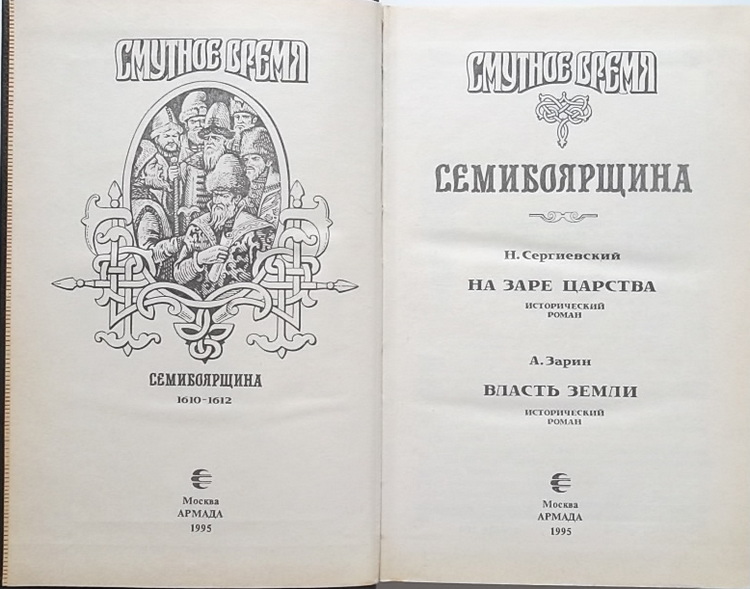 СМУТНОЕ ВРЕМЯ
СЕМИБОЯРЩИНА
1610-1612
Москва
АРМАДА
1995
СМУТНОЕ ВРЕМЯ
СЕМИБОЯРЩИНА
Н. Сергиевский
НА ЗАРЕ ЦАРСТВА
ИСТОРИЧЕСКИЙ
РОМАН
А. Зарин
ВЛАСТЬ ЗЕМЛИ
ИСТОРИЧЕСКИЙ
РОМАН
Москва
АРМАДА
1995